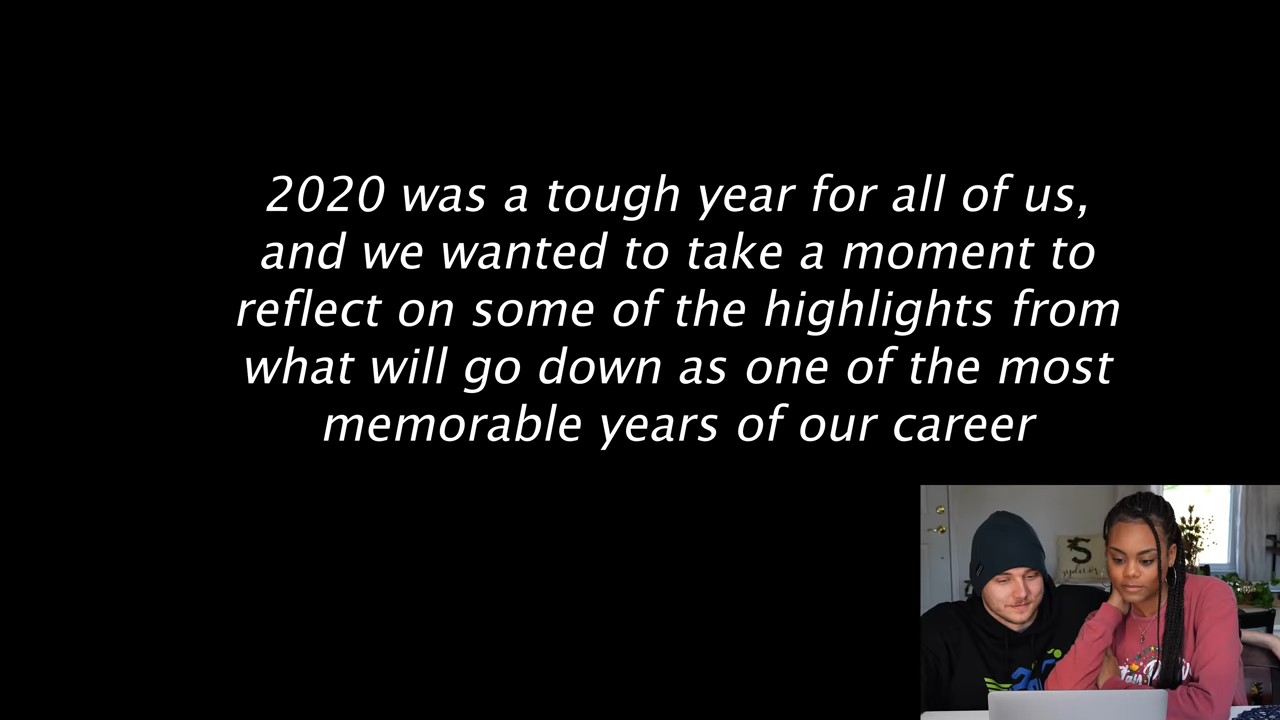 2020 was a tough year for all of us,
and we wanted to take a moment to
reflect on some of the highlights from
what will go down as one of the most
memorable years of our career
S